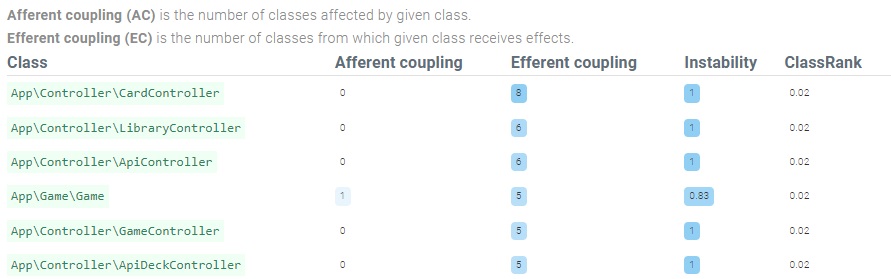 Afferent coupling (AC) is the number of classes affected by given class.
Efferent coupling (EC) is the number of classes from which given class receives effects.
Class Afferent coupling Efferent coupling Instability ClassRank
App\Controller\CardController 0 8 1 0.02
App\Controller\LibraryController 0 6 1 0.02
App\Controller\ApiController 0 6 1 0.02
App\Game\Game 1 5 0.83 0.02
App\Controller\GameController 0 5 1 0.02
App\Controller\ApiDeckController 0 5 1 0.02